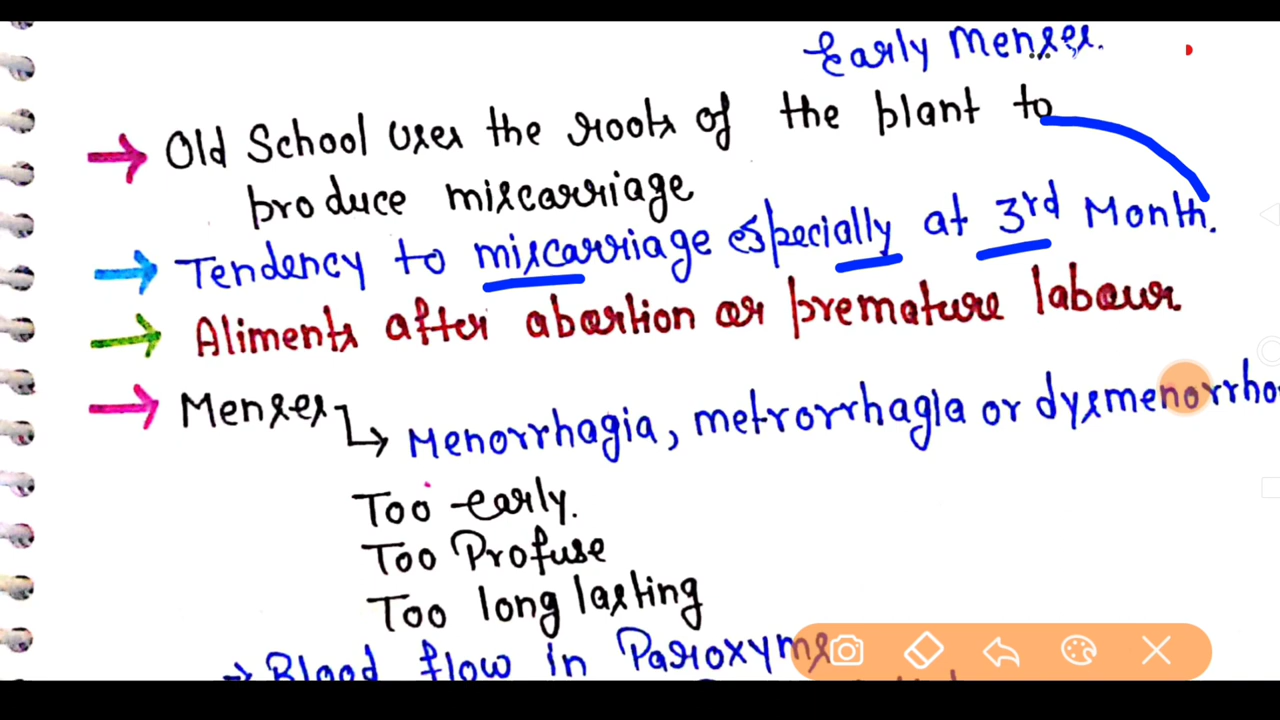 Early Menses.
Old School uses the roots of the plant to
produce miscarriage
Tendency to miscarriage especially at 3rd Month.
Aliments after abortion or premature labour
Menses
Menorrhagia, metrorrhagia or dysmenorrho
Too early.
Too Profuse
Too long lasting
Blood flow in Paroxyms